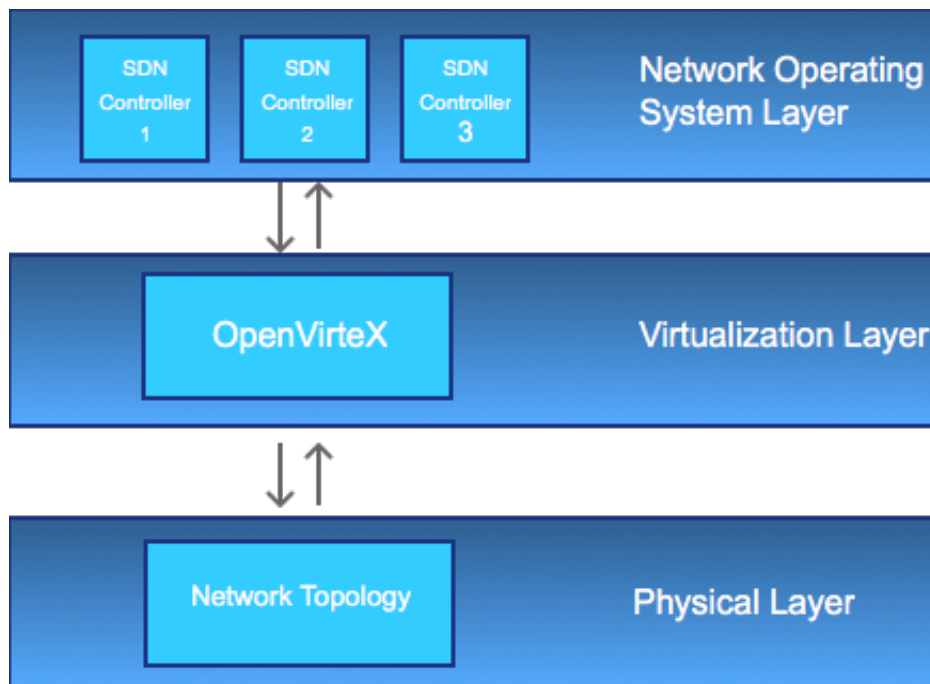 SDN
Controller
1
SDN
Controller
2
SDN
Controller
3
Network Operating
System Layer
OpenVirteX
Virtualization Layer
Network Topology
Physical Layer